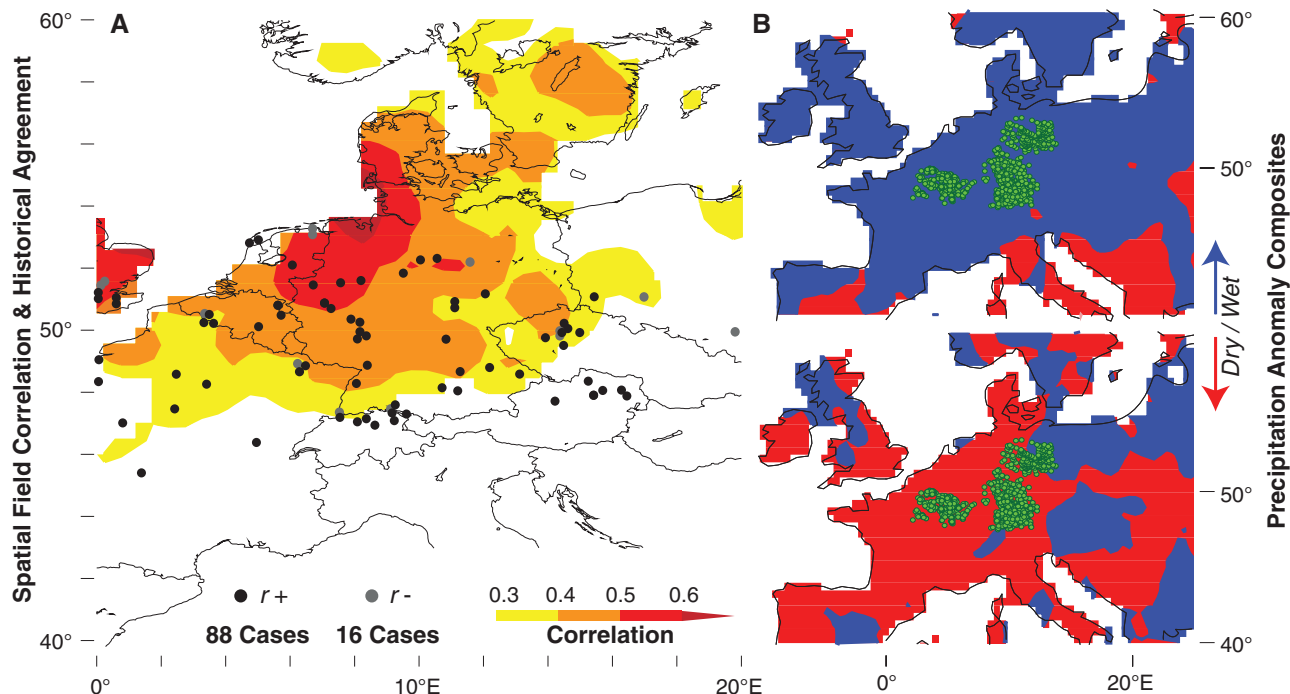 Spatial Field Correlation & Historical Agreement
60°
50°
40°
A
r +
r -
88 Cases
16 Cases
0.3 0.4 0.5 0.6
Correlation
0° 10°E 20°E
B
60°
50°
Dry / Wet
50°
40°
0° 20°E
Precipitation Anomaly Composites